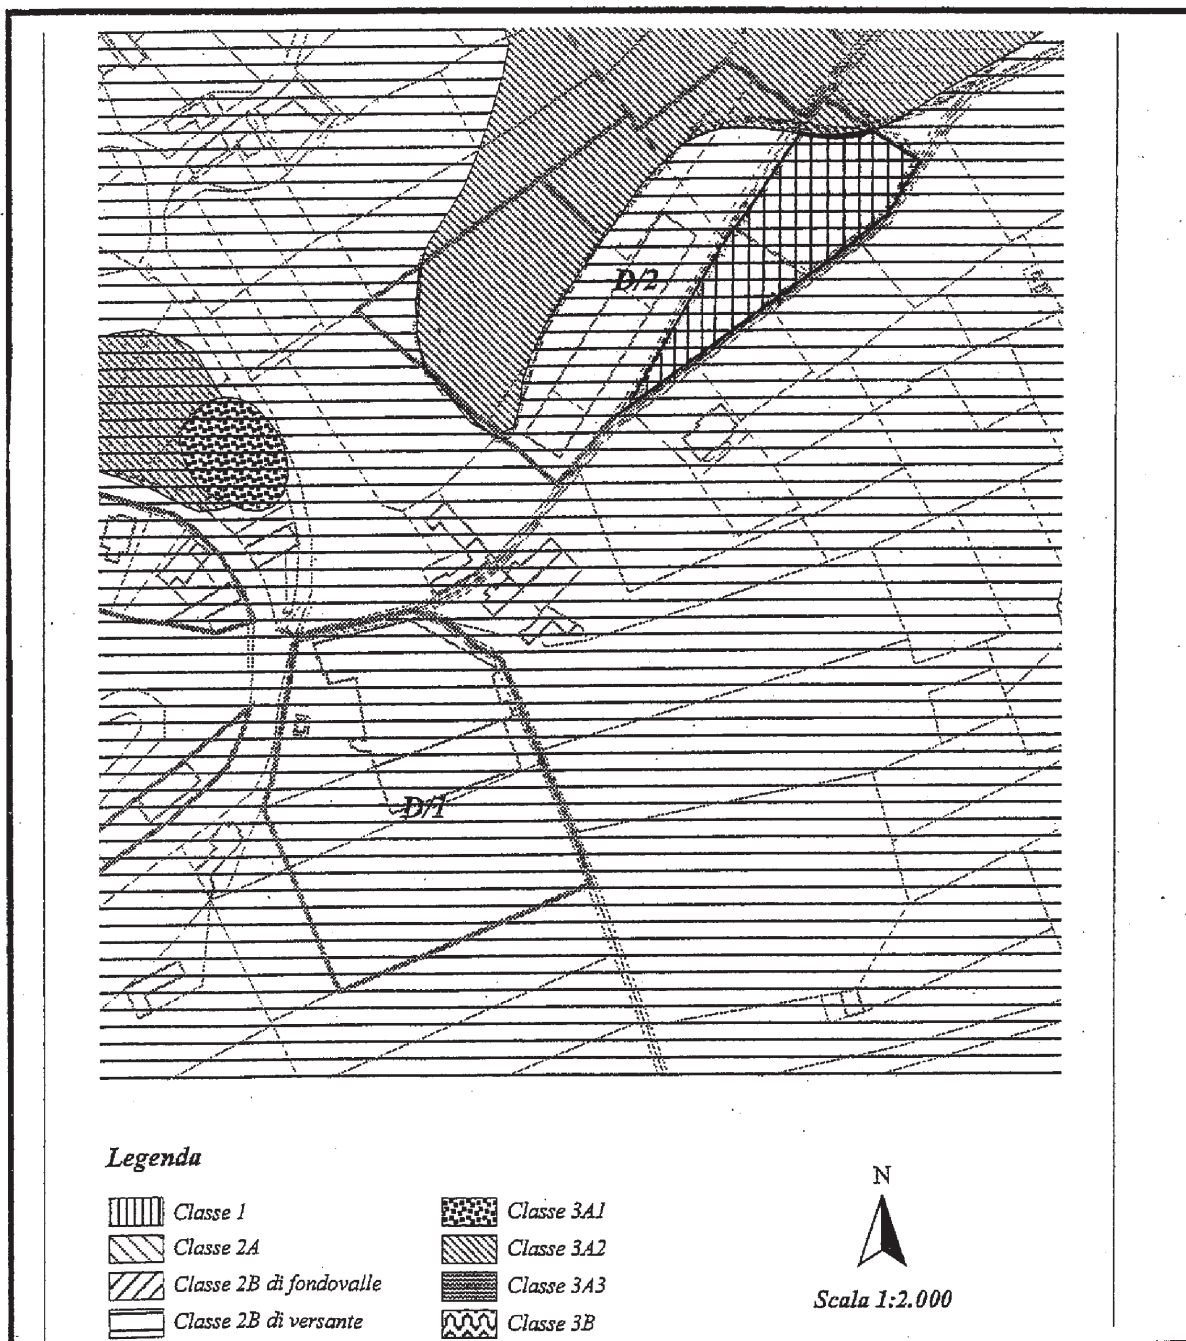 D/2
D/1
Legenda
Classe 1
Classe 2A
Classe 2B di fondovalle
Classe 2B di versante
Classe 3A1
Classe 3A2
Classe 3A3
Classe 3B
N
Scala 1:2.000